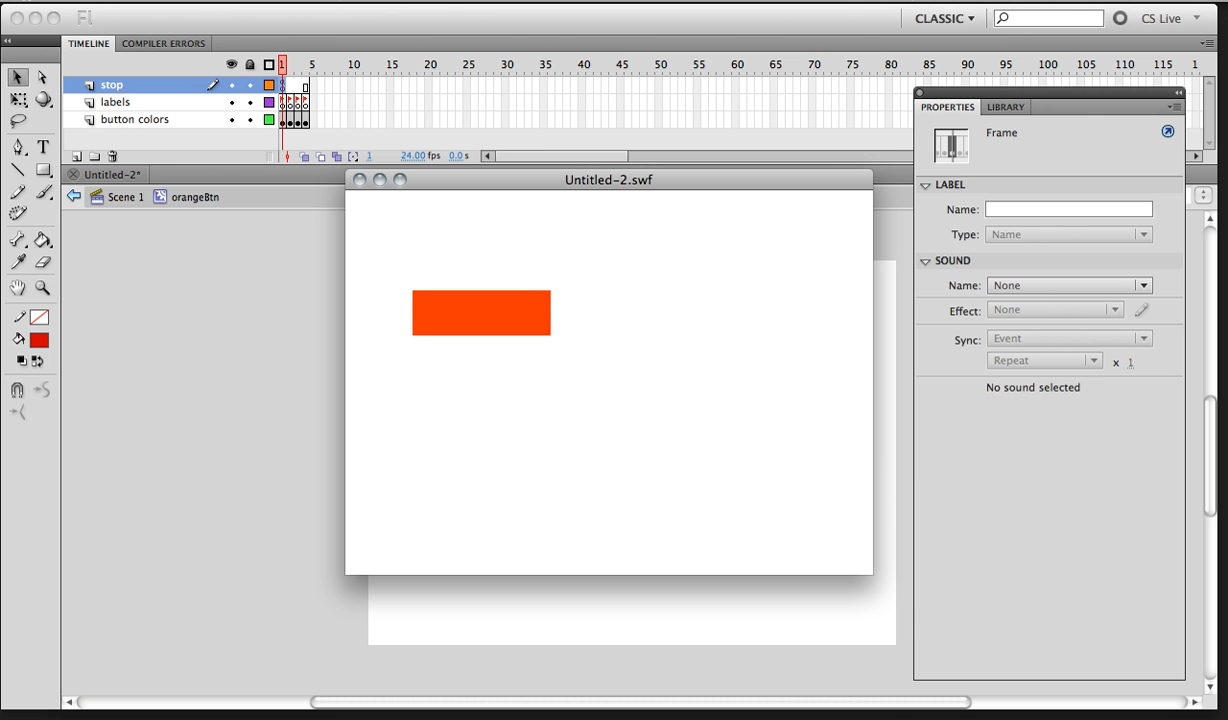 Fl
CLASSIC
CS Live
TIMELINE COMPILER ERRORS
1 5 10 15 20 25 30 35 40 45 50 55 60 65 70 75 80 85 90 95 100 105 110 115 1
stop
labels
button colors
1 24.00 fps 0.0 s
Untitled-2*
Scene 1 orangeBtn
Untitled-2.swf
PROPERTIES LIBRARY
Frame
LABEL
Name:
Type: Name
SOUND
Name: None
Effect: None
Sync: Event
Repeat x 1
No sound selected
T